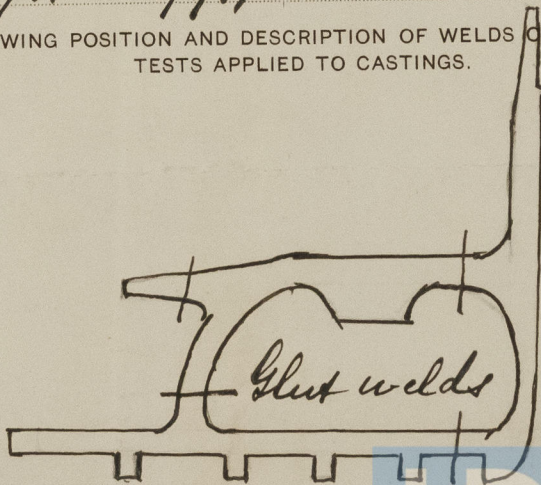 WING POSITION AND DESCRIPTION OF WELDS
TESTS APPLIED TO CASTINGS.
Glut welds